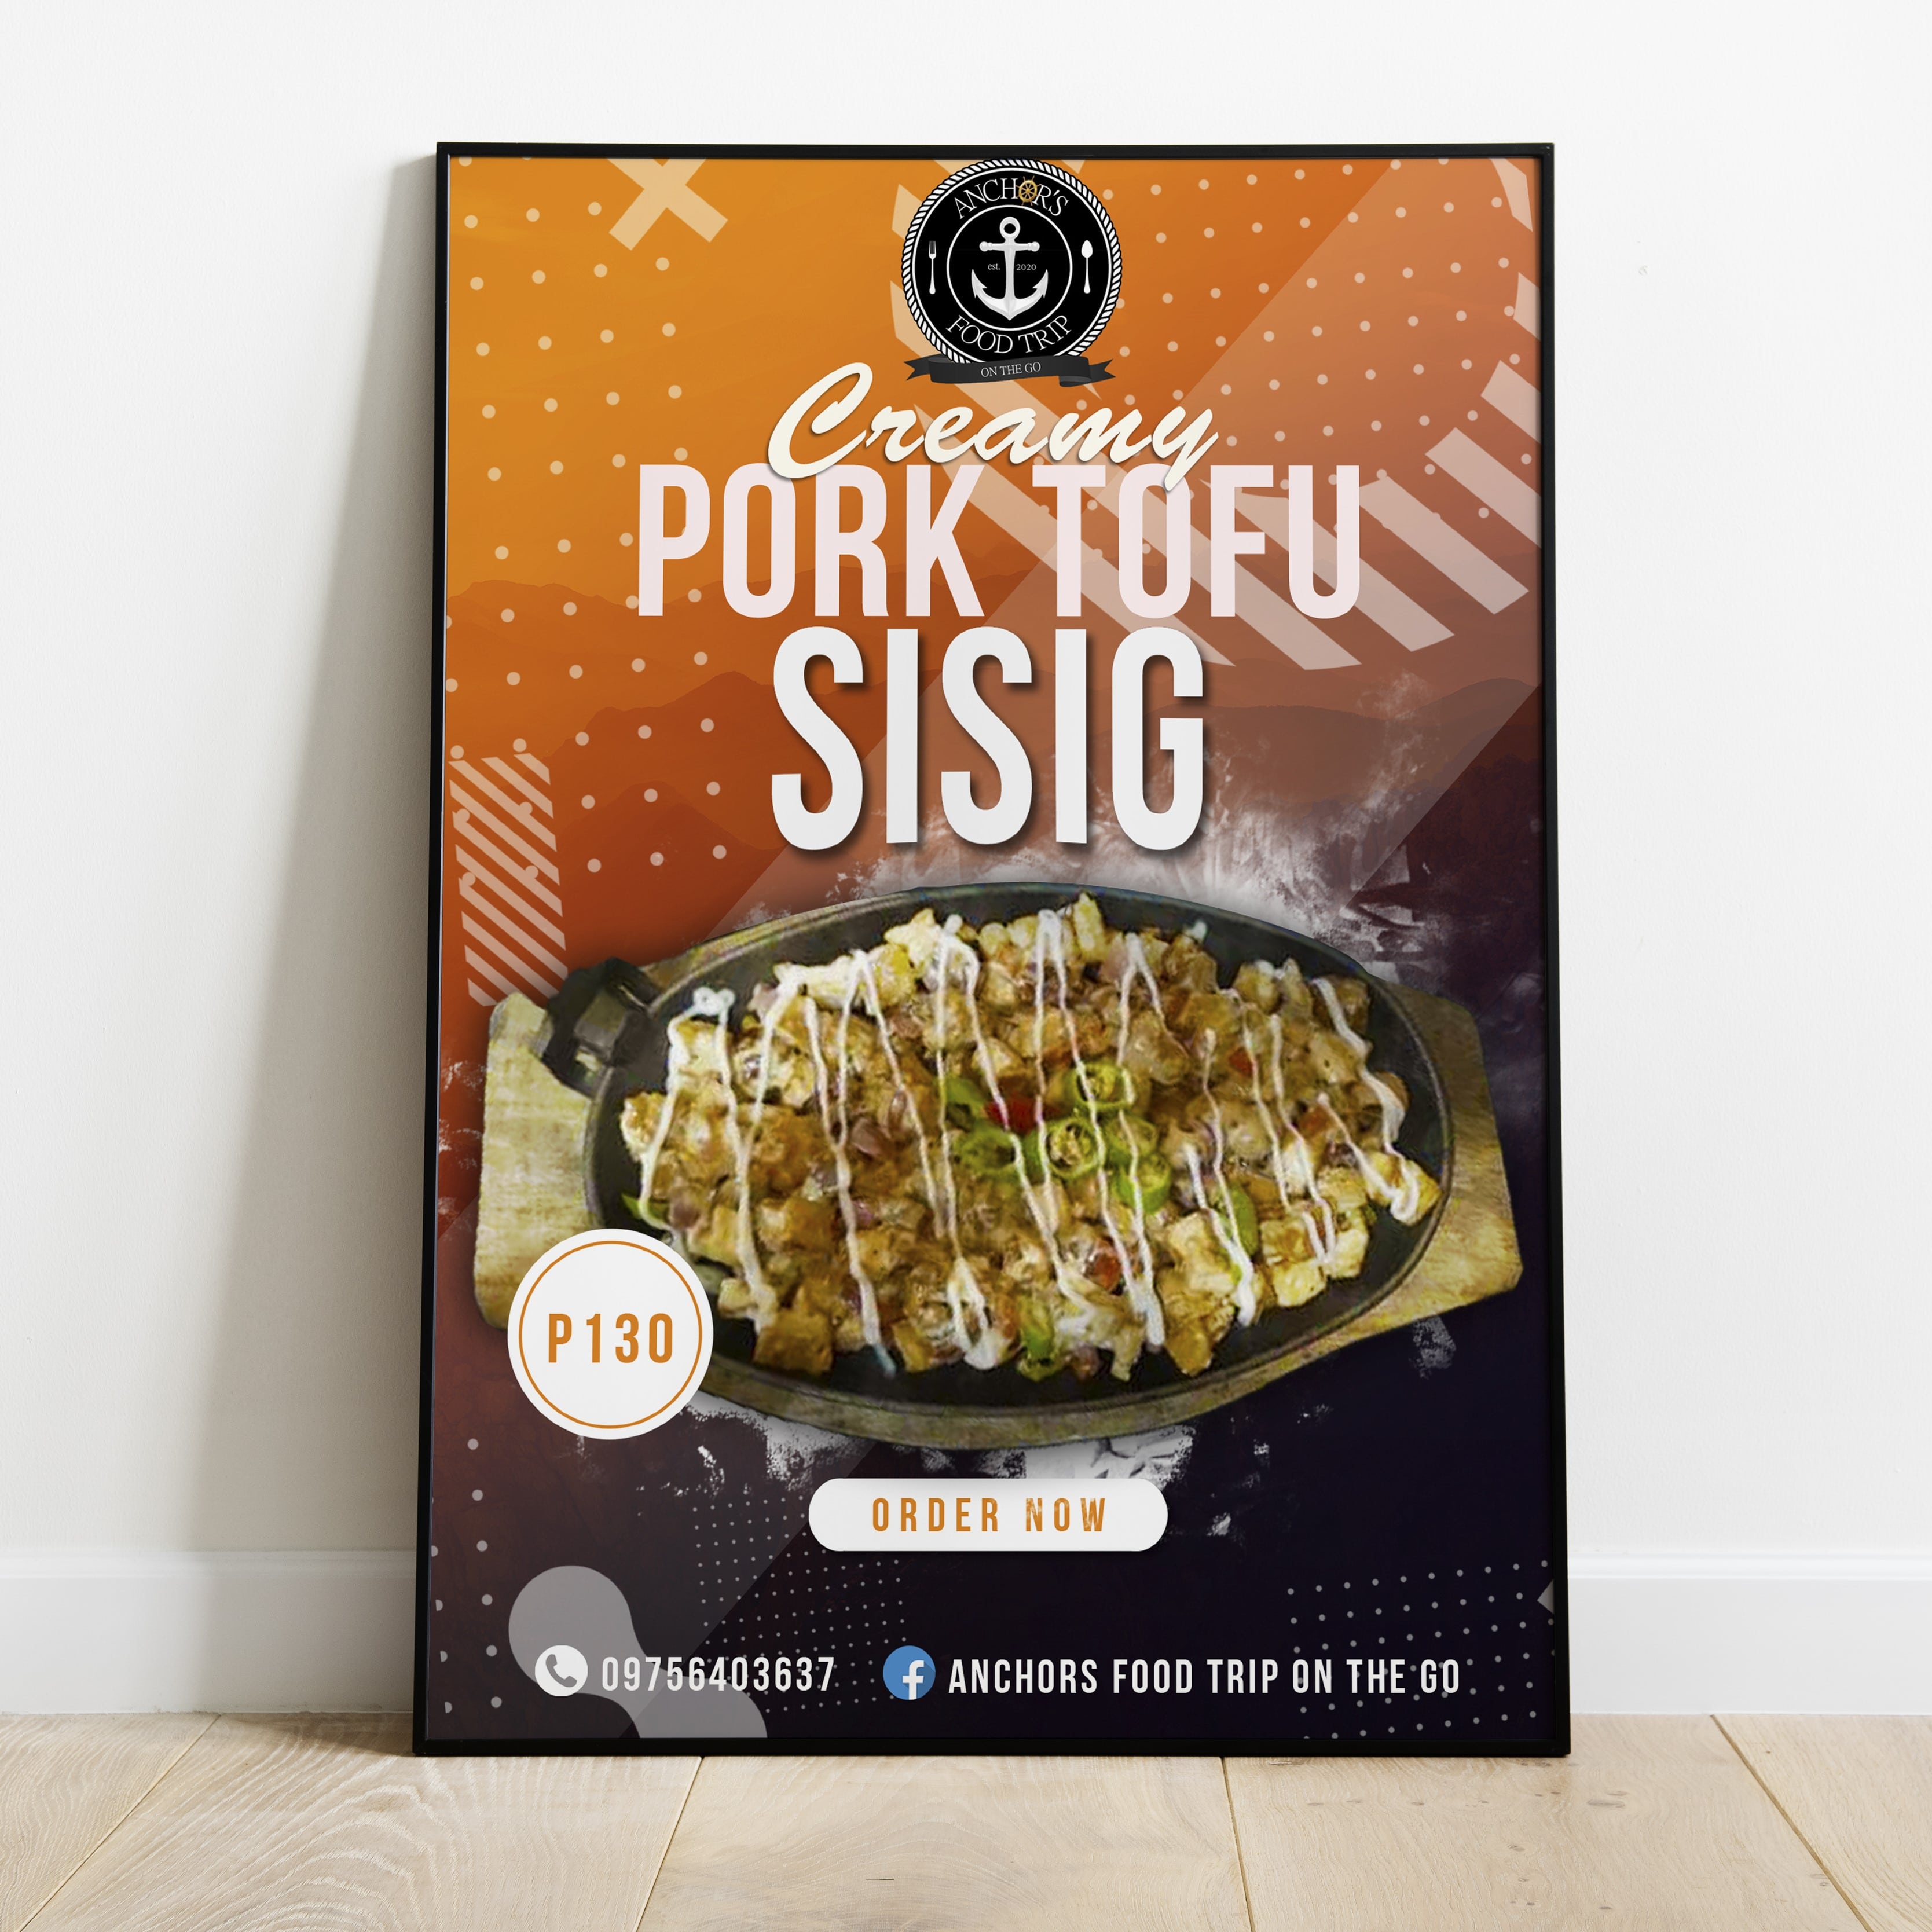 ANCHOR'S
est. 2020
FOOD TRIP
ON THE GO
Creamy
PORK TOFU
SISIG
P130
ORDER NOW
09756403637 ANCHORS FOOD TRIP ON THE GO